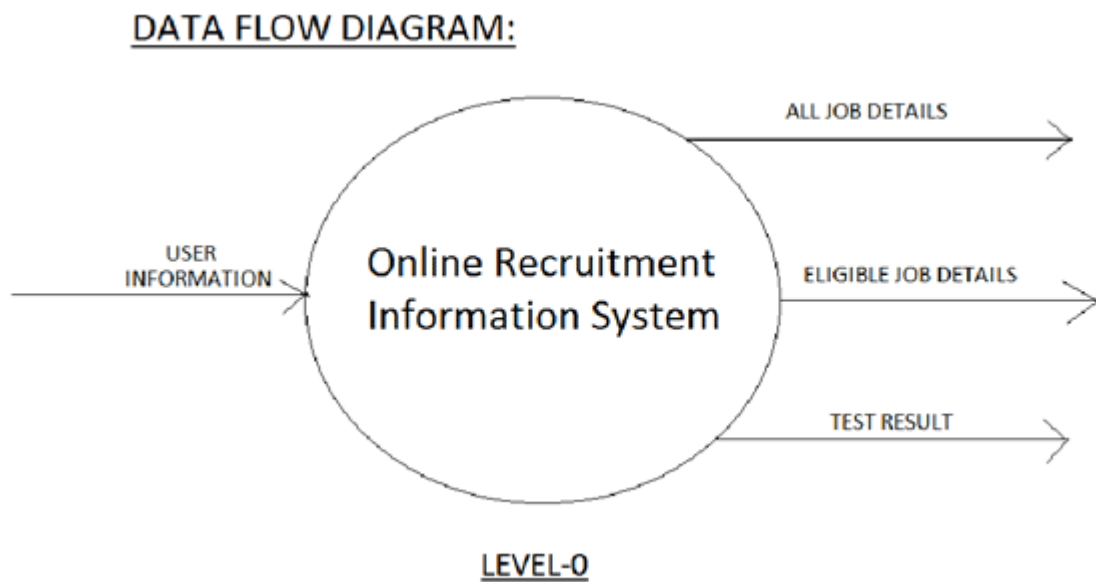 DATA FLOW DIAGRAM:
ALL JOB DETAILS
USER
INFORMATION
Online Recruitment
Information System
ELIGIBLE JOB DETAILS
TEST RESULT
LEVEL-0